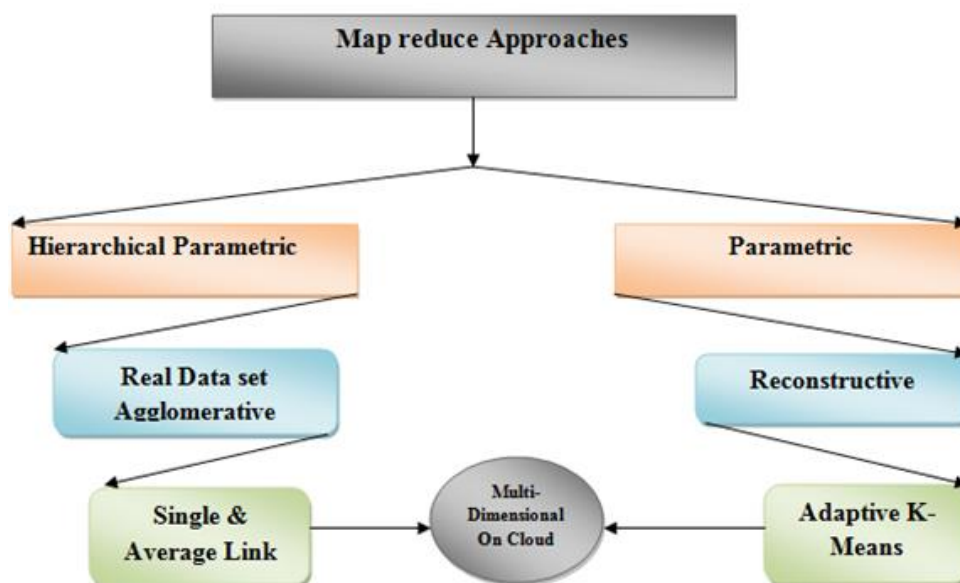 Map reduce Approaches
Hierarchical Parametric
Parametric
Real Data set
Agglomerative
Reconstructive
Single &
Average Link
Multi-
Dimensional
On Cloud
Adaptive K-
Means